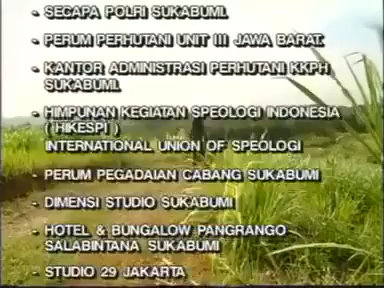 - SECAPA POLRI SUKABUMI.
- PERUM PERHUTANI UNIT III JAWA BARAT.
- KANTOR ADMINISTRASI PERHUTANI KKPH
SUKABUMI.
- HIMPUNAN KEGIATAN SPEOLOGI INDONESIA
( HIKESPI )
INTERNATIONAL UNION OF SPEOLOGI
- PERUM PEGADAIAN CABANG SUKABUMI
- DIMENSI STUDIO SUKABUMI
- HOTEL & BUNGALOW PANGRANGO
SALABINTANA SUKABUMI
- STUDIO 29 JAKARTA